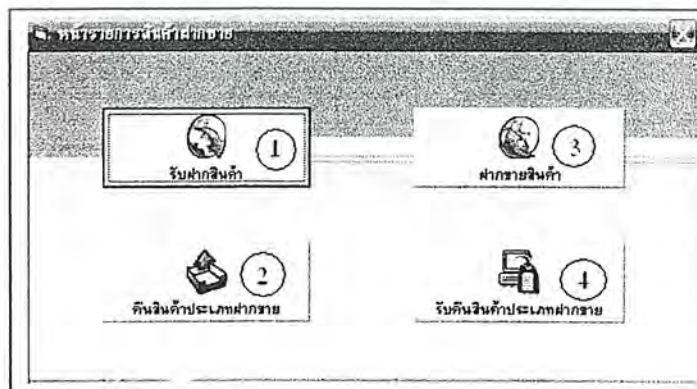 หน้ารายการสินค้าฝากขาย
1
รับฝากสินค้า
3
ฝากขายสินค้า
2
คืนสินค้าประเภทฝากขาย
4
รับคืนสินค้าประเภทฝากขาย